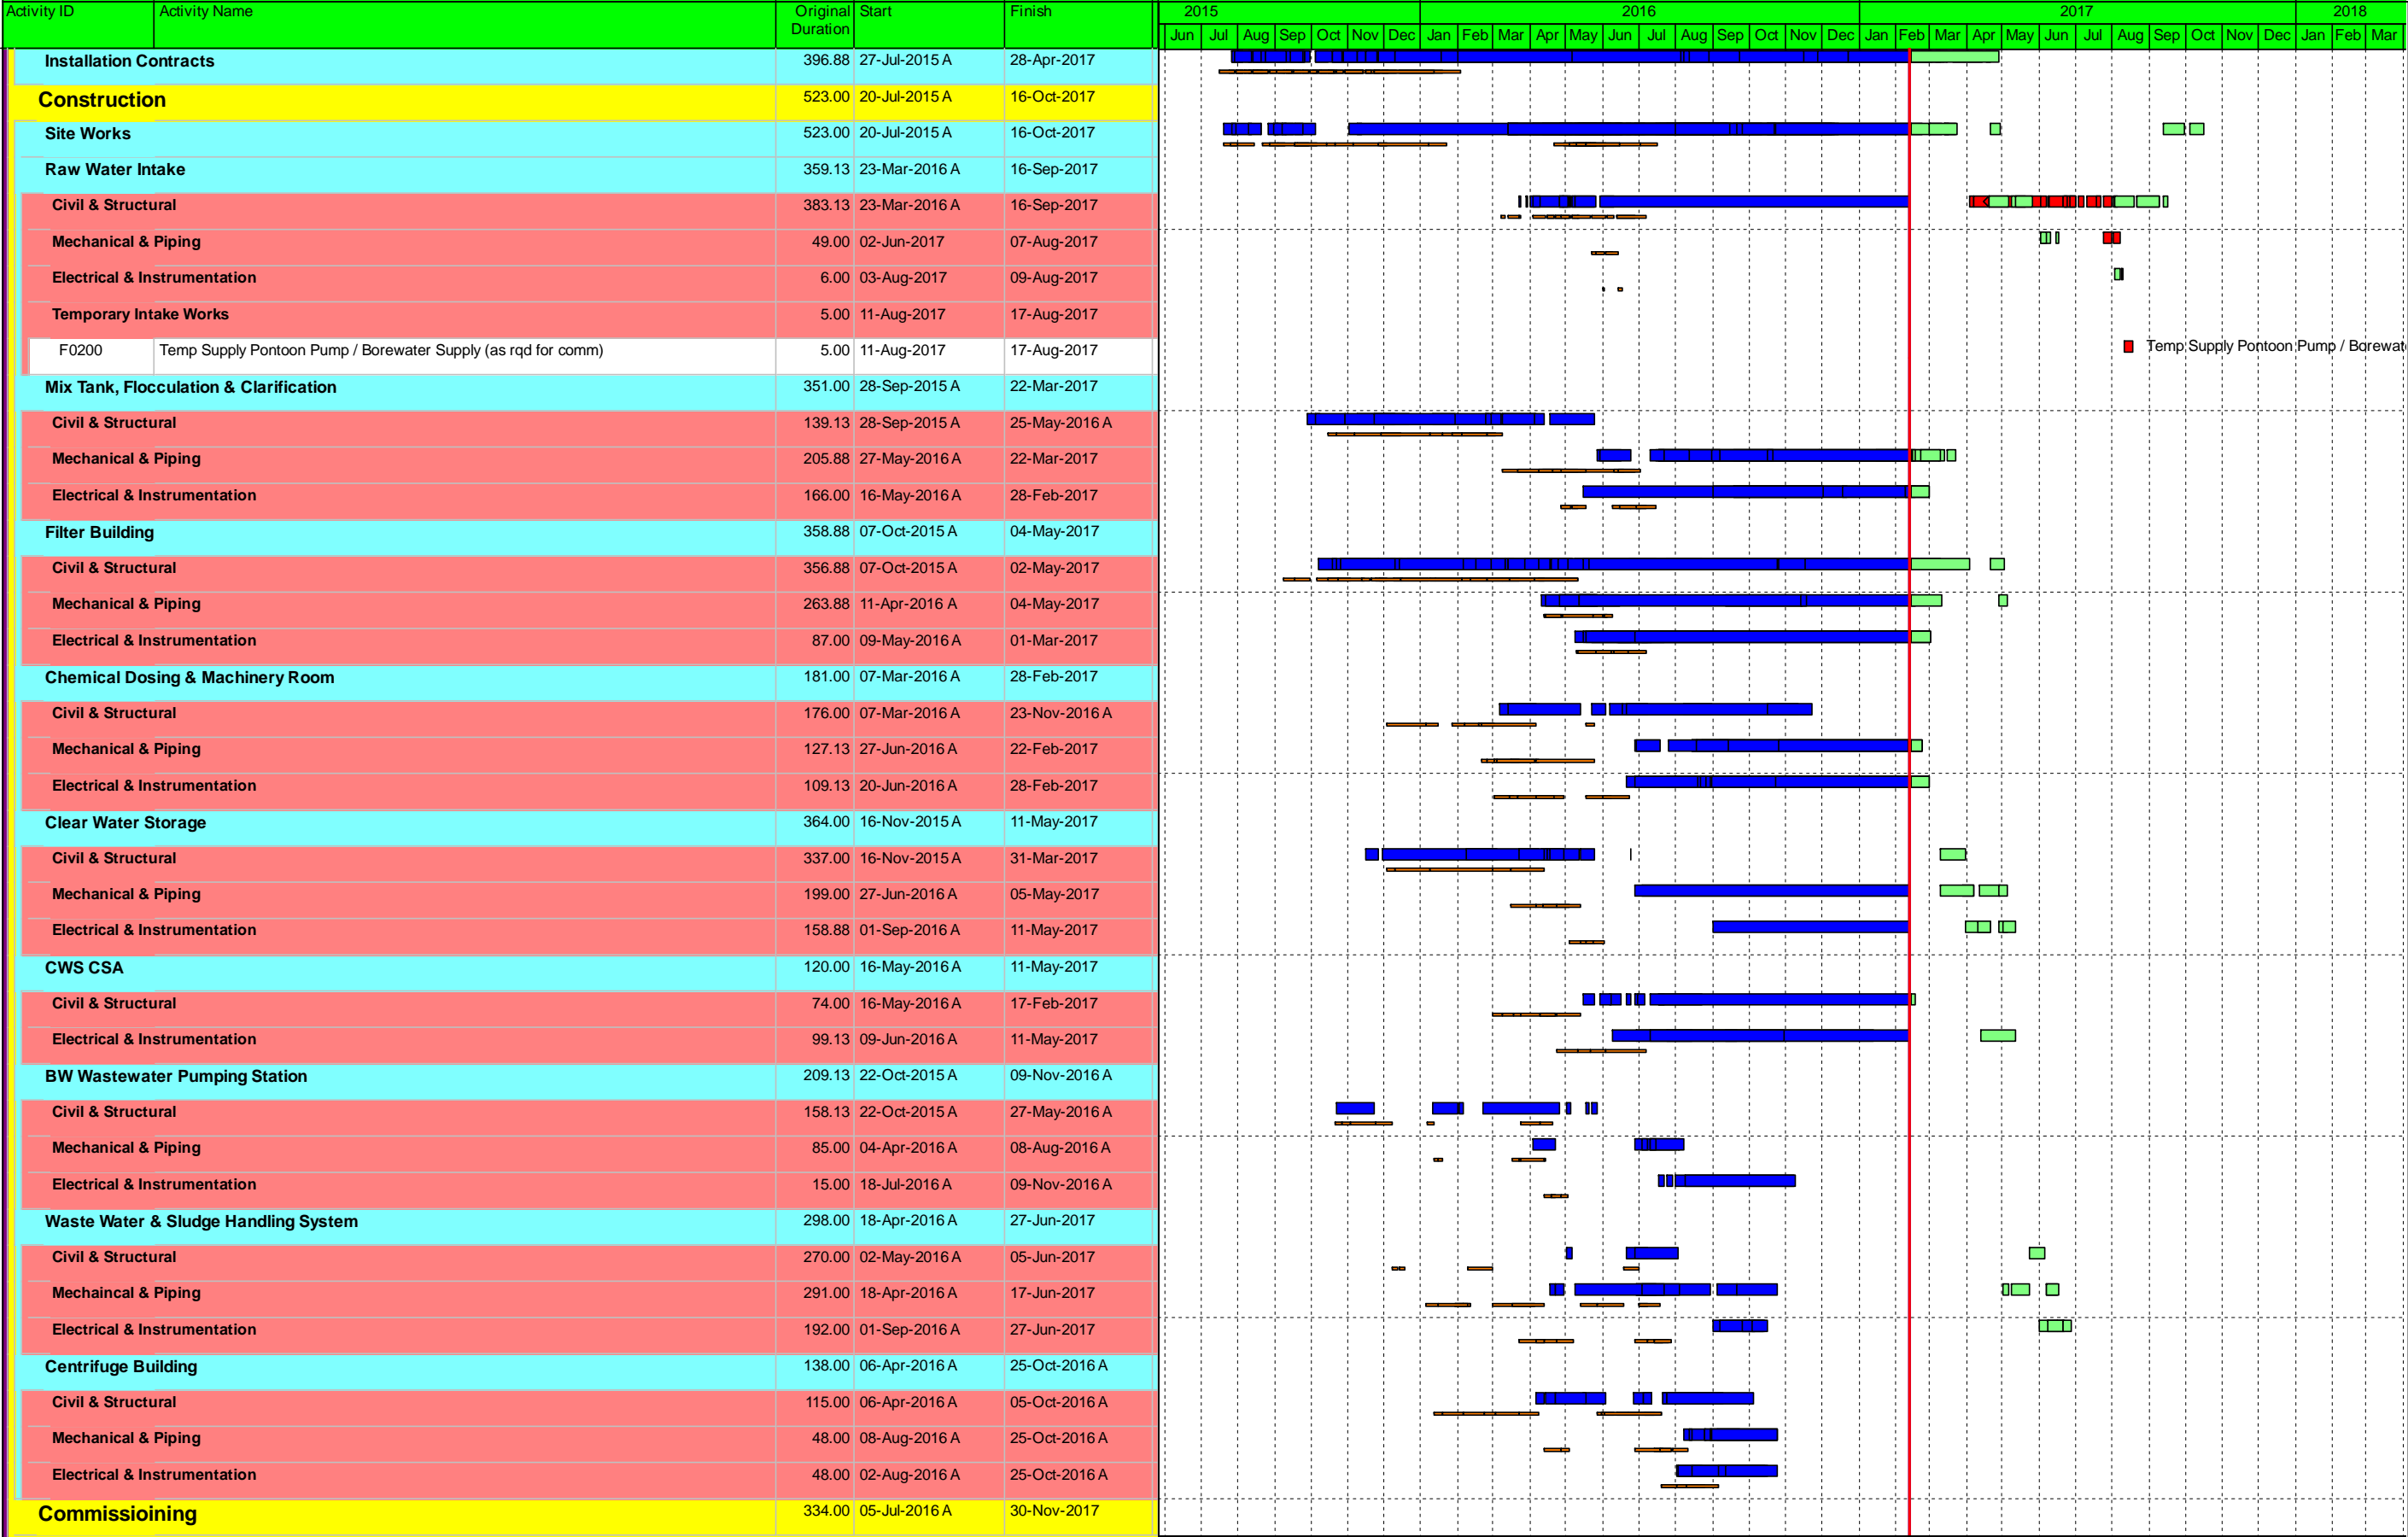 Activity ID Activity Name Original Start Finish 2015 2016 2017 2018
Duration Jun Jul Aug Sep Oct Nov Dec Jan Feb Mar Apr May Jun Jul Aug Sep Oct Nov Dec Jan Feb Mar Apr May Jun Jul Aug Sep Oct Nov Dec Jan Feb Mar
Installation Contracts 396.88 27-Jul-2015 A 28-Apr-2017
Construction 523.00 20-Jul-2015 A 16-Oct-2017
Site Works 523.00 20-Jul-2015 A 16-Oct-2017
Raw Water Intake 359.13 23-Mar-2016 A 16-Sep-2017
Civil & Structural 383.13 23-Mar-2016 A 16-Sep-2017
Mechanical & Piping 49.00 02-Jun-2017 07-Aug-2017
Electrical & Instrumentation 6.00 03-Aug-2017 09-Aug-2017
Temporary Intake Works 5.00 11-Aug-2017 17-Aug-2017
F0200 Temp Supply Pontoon Pump / Borewater Supply (as rqd for comm) 5.00 11-Aug-2017 17-Aug-2017 Temp Supply Pontoon Pump / Borewat
Mix Tank, Flocculation & Clarification 351.00 28-Sep-2015 A 22-Mar-2017
Civil & Structural 139.13 28-Sep-2015 A 25-May-2016 A
Mechanical & Piping 205.88 27-May-2016 A 22-Mar-2017
Electrical & Instrumentation 166.00 16-May-2016 A 28-Feb-2017
Filter Building 358.88 07-Oct-2015 A 04-May-2017
Civil & Structural 356.88 07-Oct-2015 A 02-May-2017
Mechanical & Piping 263.88 11-Apr-2016 A 04-May-2017
Electrical & Instrumentation 87.00 09-May-2016 A 01-Mar-2017
Chemical Dosing & Machinery Room 181.00 07-Mar-2016 A 28-Feb-2017
Civil & Structural 176.00 07-Mar-2016 A 23-Nov-2016 A
Mechanical & Piping 127.13 27-Jun-2016 A 22-Feb-2017
Electrical & Instrumentation 109.13 20-Jun-2016 A 28-Feb-2017
Clear Water Storage 364.00 16-Nov-2015 A 11-May-2017
Civil & Structural 337.00 16-Nov-2015 A 31-Mar-2017
Mechanical & Piping 199.00 27-Jun-2016 A 05-May-2017
Electrical & Instrumentation 158.88 01-Sep-2016 A 11-May-2017
CWS CSA 120.00 16-May-2016 A 11-May-2017
Civil & Structural 74.00 16-May-2016 A 17-Feb-2017
Electrical & Instrumentation 99.13 09-Jun-2016 A 11-May-2017
BW Wastewater Pumping Station 209.13 22-Oct-2015 A 09-Nov-2016 A
Civil & Structural 158.13 22-Oct-2015 A 27-May-2016 A
Mechanical & Piping 85.00 04-Apr-2016 A 08-Aug-2016 A
Electrical & Instrumentation 15.00 18-Jul-2016 A 09-Nov-2016 A
Waste Water & Sludge Handling System 298.00 18-Apr-2016 A 27-Jun-2017
Civil & Structural 270.00 02-May-2016 A 05-Jun-2017
Mechaincal & Piping 291.00 18-Apr-2016 A 17-Jun-2017
Electrical & Instrumentation 192.00 01-Sep-2016 A 27-Jun-2017
Centrifuge Building 138.00 06-Apr-2016 A 25-Oct-2016 A
Civil & Structural 115.00 06-Apr-2016 A 05-Oct-2016 A
Mechanical & Piping 48.00 08-Aug-2016 A 25-Oct-2016 A
Electrical & Instrumentation 48.00 02-Aug-2016 A 25-Oct-2016 A
Commissioining 334.00 05-Jul-2016 A 30-Nov-2017